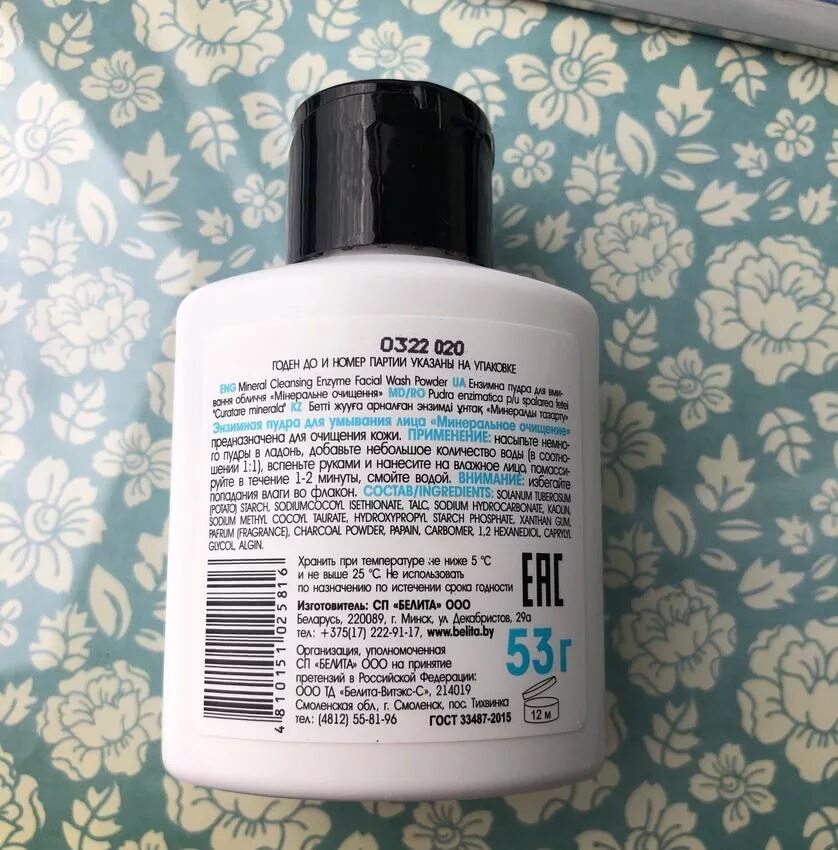 0322 020
ГОДЕН ДО И НОМЕР ПАРТИИ УКАЗАНЫ НА УПАКОВКЕ
ENG Mineral Cleansing Enzyme Facial Wash Powder UA Ензимна пудра для вми-
вання обличчя «Мінеральне очищення» MD/RO Pudra enzimatica p/u spalarea fetei
"Curatare minerala" KZ Бетті жууға арналған энзимді ұнтақ «Минералды тазарту»
Энзимная пудра для умывания лица «Минеральное очищение»
предназначена для очищения кожи. ПРИМЕНЕНИЕ: насыпьте немно-
го пудры в ладонь, добавьте небольшое количество воды (в соотно-
шении 1:1), вспеньте руками и нанесите на влажное лицо, помасси-
руйте в течение 1-2 минуты, смойте водой. ВНИМАНИЕ: избегайте
попадания влаги во флакон. СОСТАВ/INGREDIENTS: SOLANUM TUBEROSUM
(POTATO) STARCH, SODIUMCOCOYL ISETHIONATE, TALC, SODIUM HYDROCARBONATE, KAOLIN,
SODIUM METHYL COCOYL TAURATE, HYDROXYPROPYL STARCH PHOSPHATE, XANTHAN GUM,
PAFRUM (FRAGRANCE), CHARCOAL POWDER, PAPAIN, CARBOMER, 1,2 HEXANEDIOL, CAPRYLYL
GLYCOL, ALGIN.
Хранить при температуре не ниже 5 °С
и не выше 25 °С. Не использовать
по назначению по истечении срока годности
EAC
Изготовитель: СП «БЕЛИТА» ООО
Беларусь, 220089, г. Минск, ул Декабристов, 29а
тел: +375(17) 222-91-17, www.belita.by
53 г
Организация, уполномоченная
СП «БЕЛИТА» ООО на принятие
претензий в Российской Федерации:
ООО ТД «Белита-Витэкс-С», 214019
Смоленская обл, г. Смоленск, пос. Тихвинка
тел: (4812) 55-81-96
ГОСТ 33487-2015
12 м
4 810151 025816